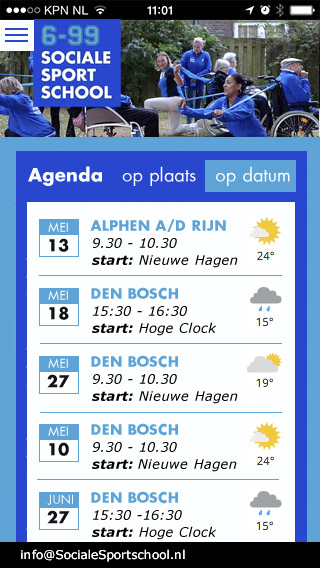 KPN NL 11:01
6-99
SOCIALE
SPORT
SCHOOL
Agenda op plaats op datum
MEI
13
ALPHEN A/D RIJN
9.30 - 10.30
start: Nieuwe Hagen
24°
MEI
18
DEN BOSCH
15:30 - 16:30
start: Hoge Clock
15°
MEI
27
DEN BOSCH
9.30 - 10.30
start: Nieuwe Hagen
19°
MEI
10
DEN BOSCH
9.30 - 10.30
start: Nieuwe Hagen
24°
JUNI
27
DEN BOSCH
15:30 -16:30
start: Hoge Clock
15°
info@SocialeSportschool.nl